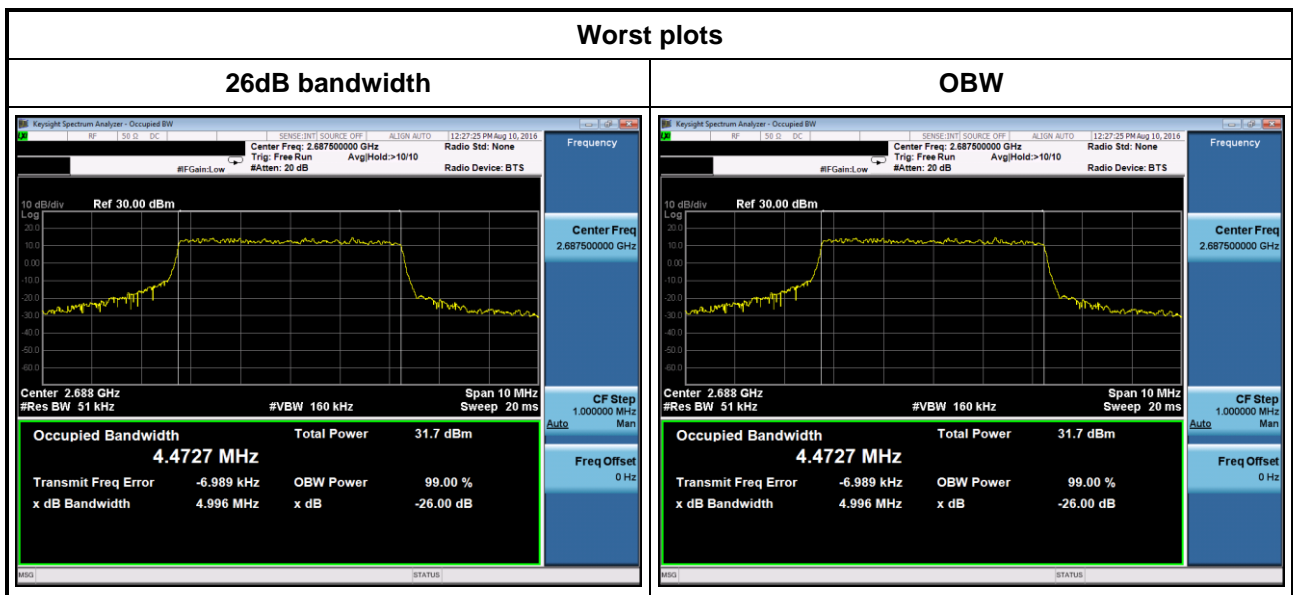 Worst plots
26dB bandwidth
OBW
Keysight Spectrum Analyzer - Occupied BW
LXI RF 50 Ω DC SENSE:INT SOURCE OFF ALIGN AUTO 12:27:25 PM Aug 10, 2016
Center Freq: 2.687500000 GHz Radio Std: None
Trig: Free Run Avg|Hold:>10/10
#IFGain:Low #Atten: 20 dB Radio Device: BTS
10 dB/div Ref 30.00 dBm
Log
20.0
10.0
0.00
-10.0
-20.0
-30.0
-40.0
-50.0
-60.0
Center 2.688 GHz Span 10 MHz
#Res BW 51 kHz #VBW 160 kHz Sweep 20 ms
Occupied Bandwidth Total Power 31.7 dBm
4.4727 MHz
Transmit Freq Error -6.989 kHz OBW Power 99.00 %
x dB Bandwidth 4.996 MHz x dB -26.00 dB
MSG STATUS
Frequency
Center Freq
2.687500000 GHz
CF Step
1.000000 MHz
Auto Man
Freq Offset
0 Hz
Keysight Spectrum Analyzer - Occupied BW
LXI RF 50 Ω DC SENSE:INT SOURCE OFF ALIGN AUTO 12:27:25 PM Aug 10, 2016
Center Freq: 2.687500000 GHz Radio Std: None
Trig: Free Run Avg|Hold:>10/10
#IFGain:Low #Atten: 20 dB Radio Device: BTS
10 dB/div Ref 30.00 dBm
Log
20.0
10.0
0.00
-10.0
-20.0
-30.0
-40.0
-50.0
-60.0
Center 2.688 GHz Span 10 MHz
#Res BW 51 kHz #VBW 160 kHz Sweep 20 ms
Occupied Bandwidth Total Power 31.7 dBm
4.4727 MHz
Transmit Freq Error -6.989 kHz OBW Power 99.00 %
x dB Bandwidth 4.996 MHz x dB -26.00 dB
MSG STATUS
Frequency
Center Freq
2.687500000 GHz
CF Step
1.000000 MHz
Auto Man
Freq Offset
0 Hz